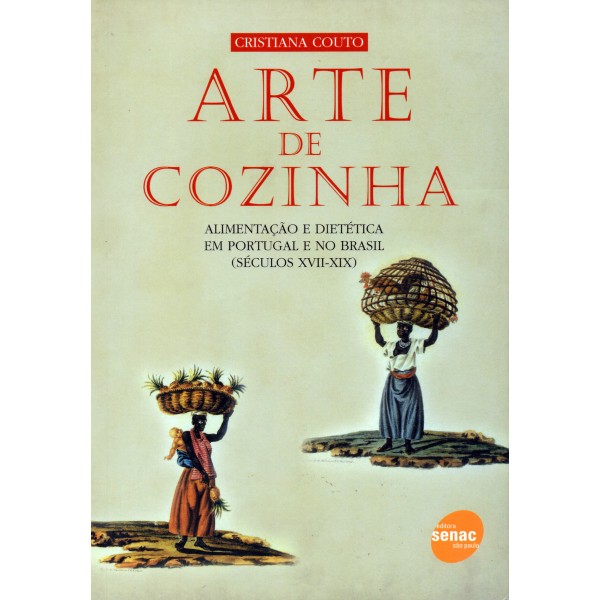 CRISTIANA COUTO
ARTE
DE
COZINHA
ALIMENTAÇÃO E DIETÉTICA
EM PORTUGAL E NO BRASIL
(SÉCULOS XVII-XIX)
editora
senac
são paulo